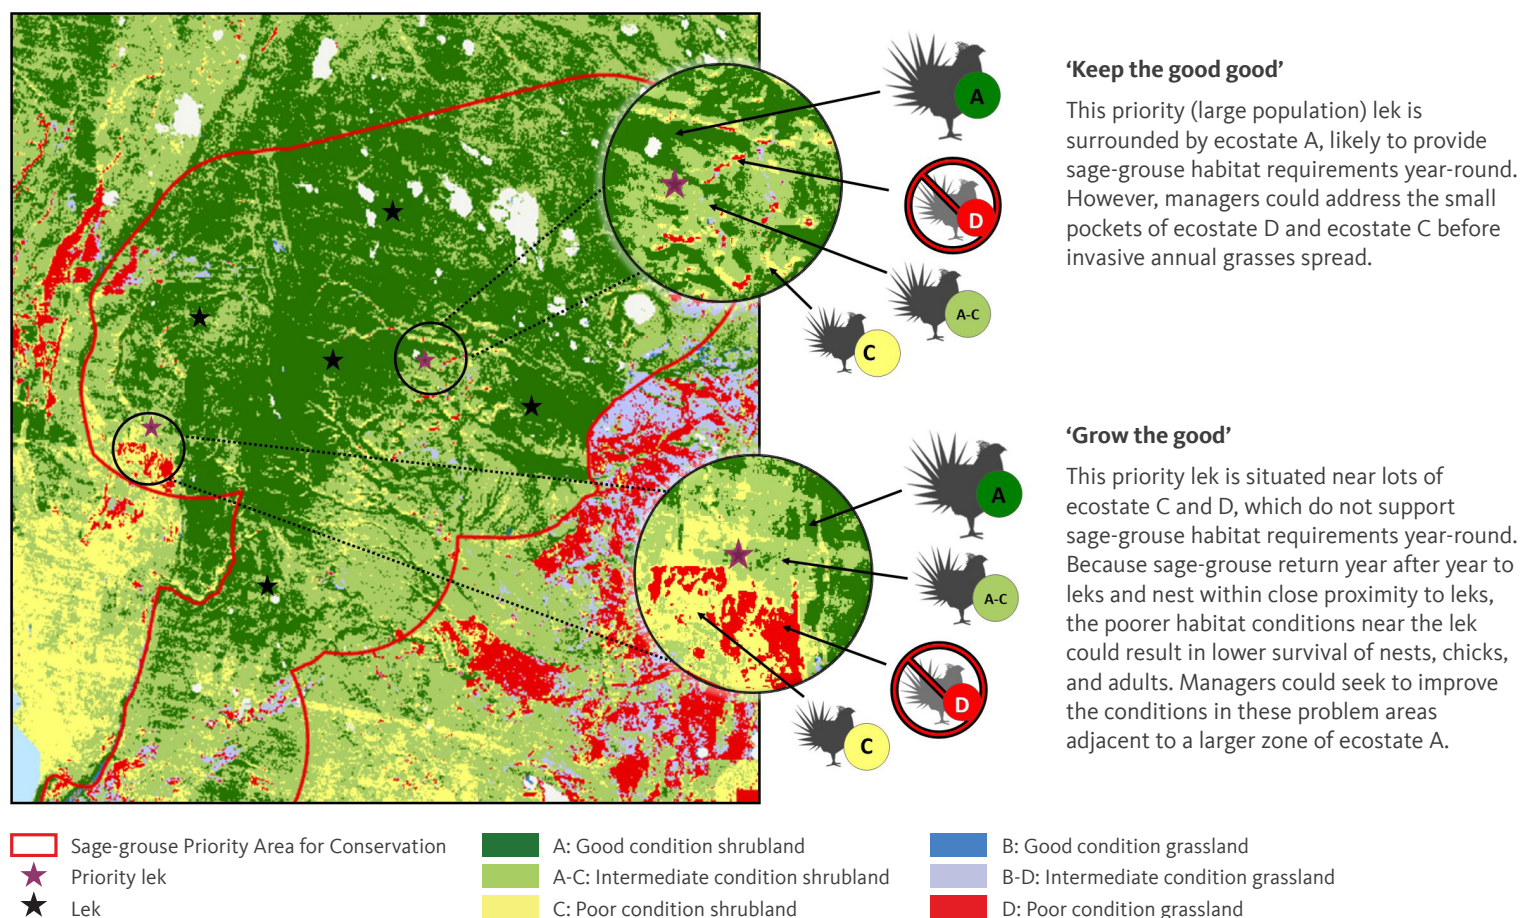 ‘Keep the good good’
This priority (large population) lek is
surrounded by ecostate A, likely to provide
sage-grouse habitat requirements year-round.
However, managers could address the small
pockets of ecostate D and ecostate C before
invasive annual grasses spread.
A
D
A-C
C
‘Grow the good’
This priority lek is situated near lots of
ecostate C and D, which do not support
sage-grouse habitat requirements year-round.
Because sage-grouse return year after year to
leks and nest within close proximity to leks,
the poorer habitat conditions near the lek
could result in lower survival of nests, chicks,
and adults. Managers could seek to improve
the conditions in these problem areas
adjacent to a larger zone of ecostate A.
A
A-C
D
C
Sage-grouse Priority Area for Conservation
Priority lek
Lek
A: Good condition shrubland
A-C: Intermediate condition shrubland
C: Poor condition shrubland
B: Good condition grassland
B-D: Intermediate condition grassland
D: Poor condition grassland